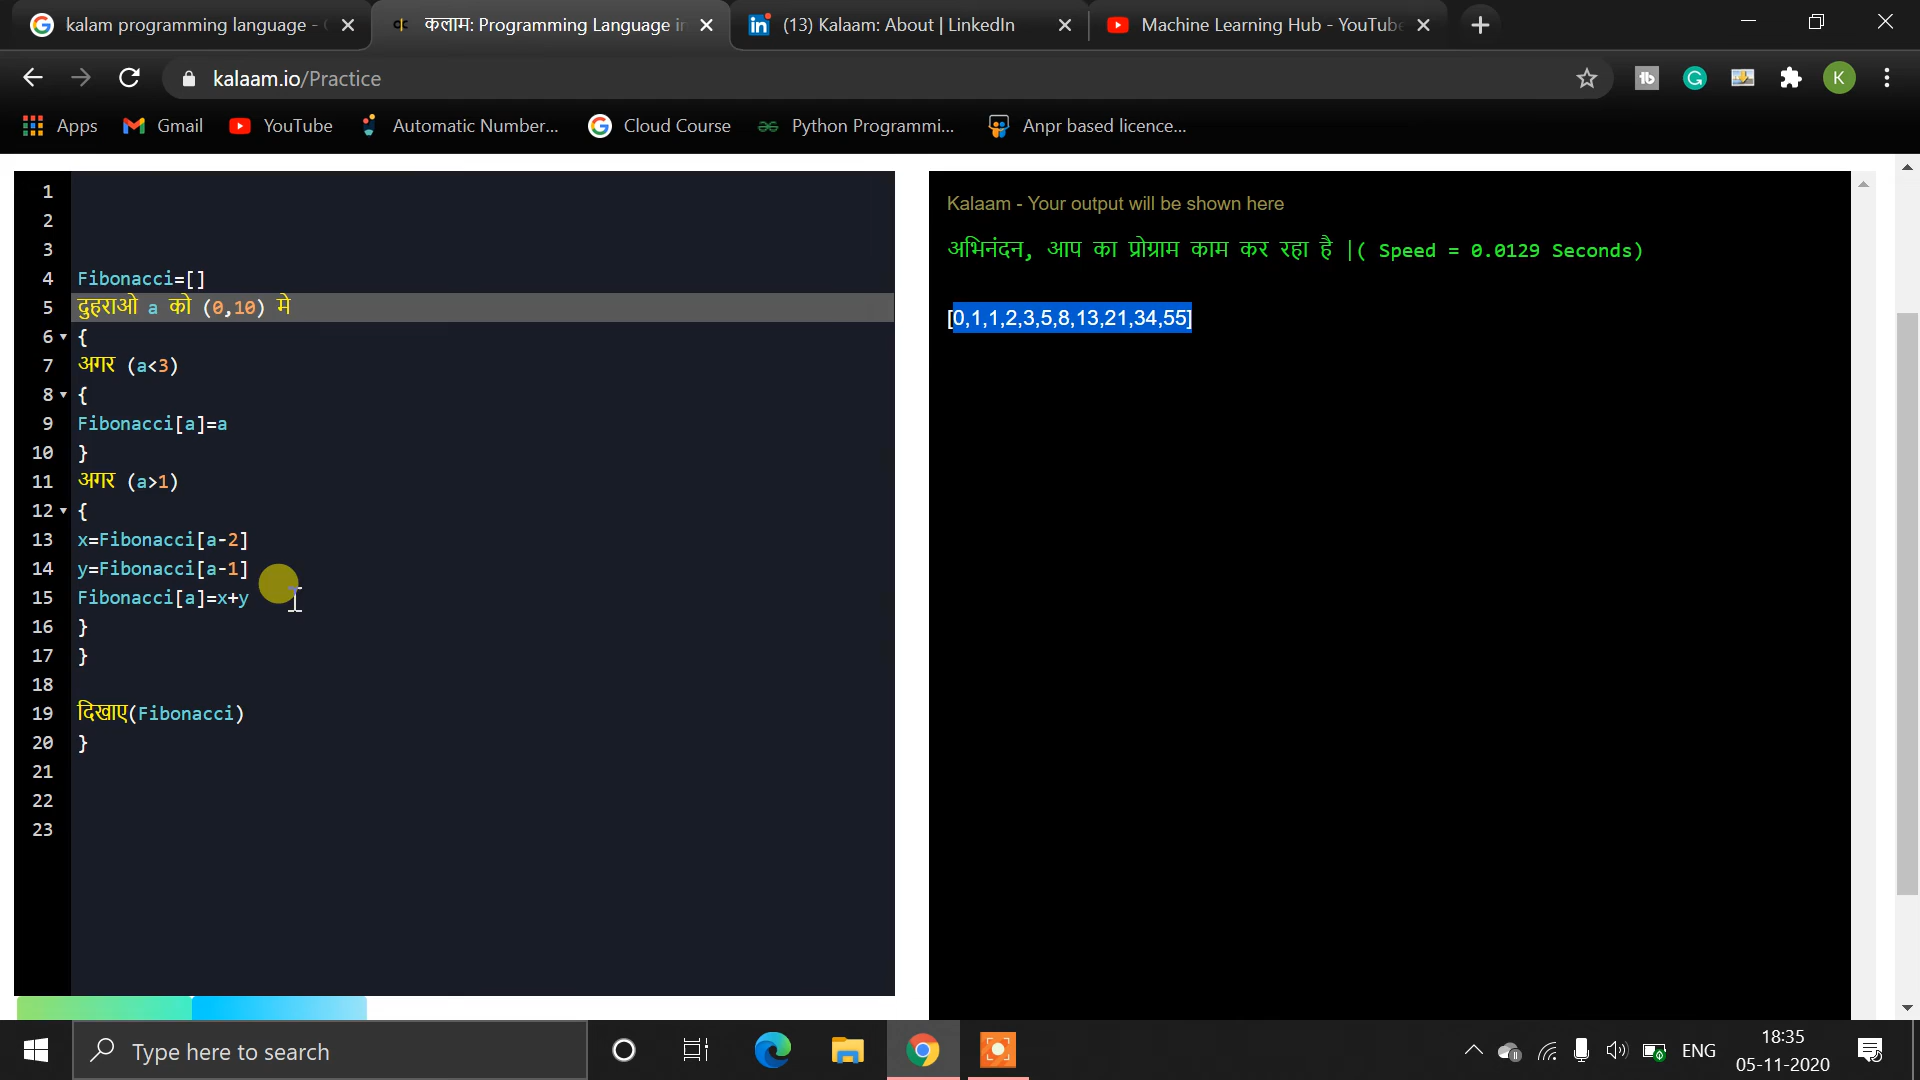 kalam programming language -
कलाम: Programming Language in
(13) Kalaam: About | LinkedIn
Machine Learning Hub - YouTube
kalaam.io/Practice
K
Apps
Gmail
YouTube
Automatic Number...
Cloud Course
Python Programmi...
Anpr based licence...
1
2
3
4 Fibonacci=[]
5 दुहराओ a को (0,10) मे
6 {
7 अगर (a<3)
8 {
9 Fibonacci[a]=a
10 }
11 अगर (a>1)
12 {
13 x=Fibonacci[a-2]
14 y=Fibonacci[a-1]
15 Fibonacci[a]=x+y
16 }
17 }
18
19 दिखाए(Fibonacci)
20 }
21
22
23
Kalaam - Your output will be shown here
अभिनंदन, आप का प्रोग्राम काम कर रहा है |( Speed = 0.0129 Seconds)
[0,1,1,2,3,5,8,13,21,34,55]
Type here to search
ENG
18:35
05-11-2020